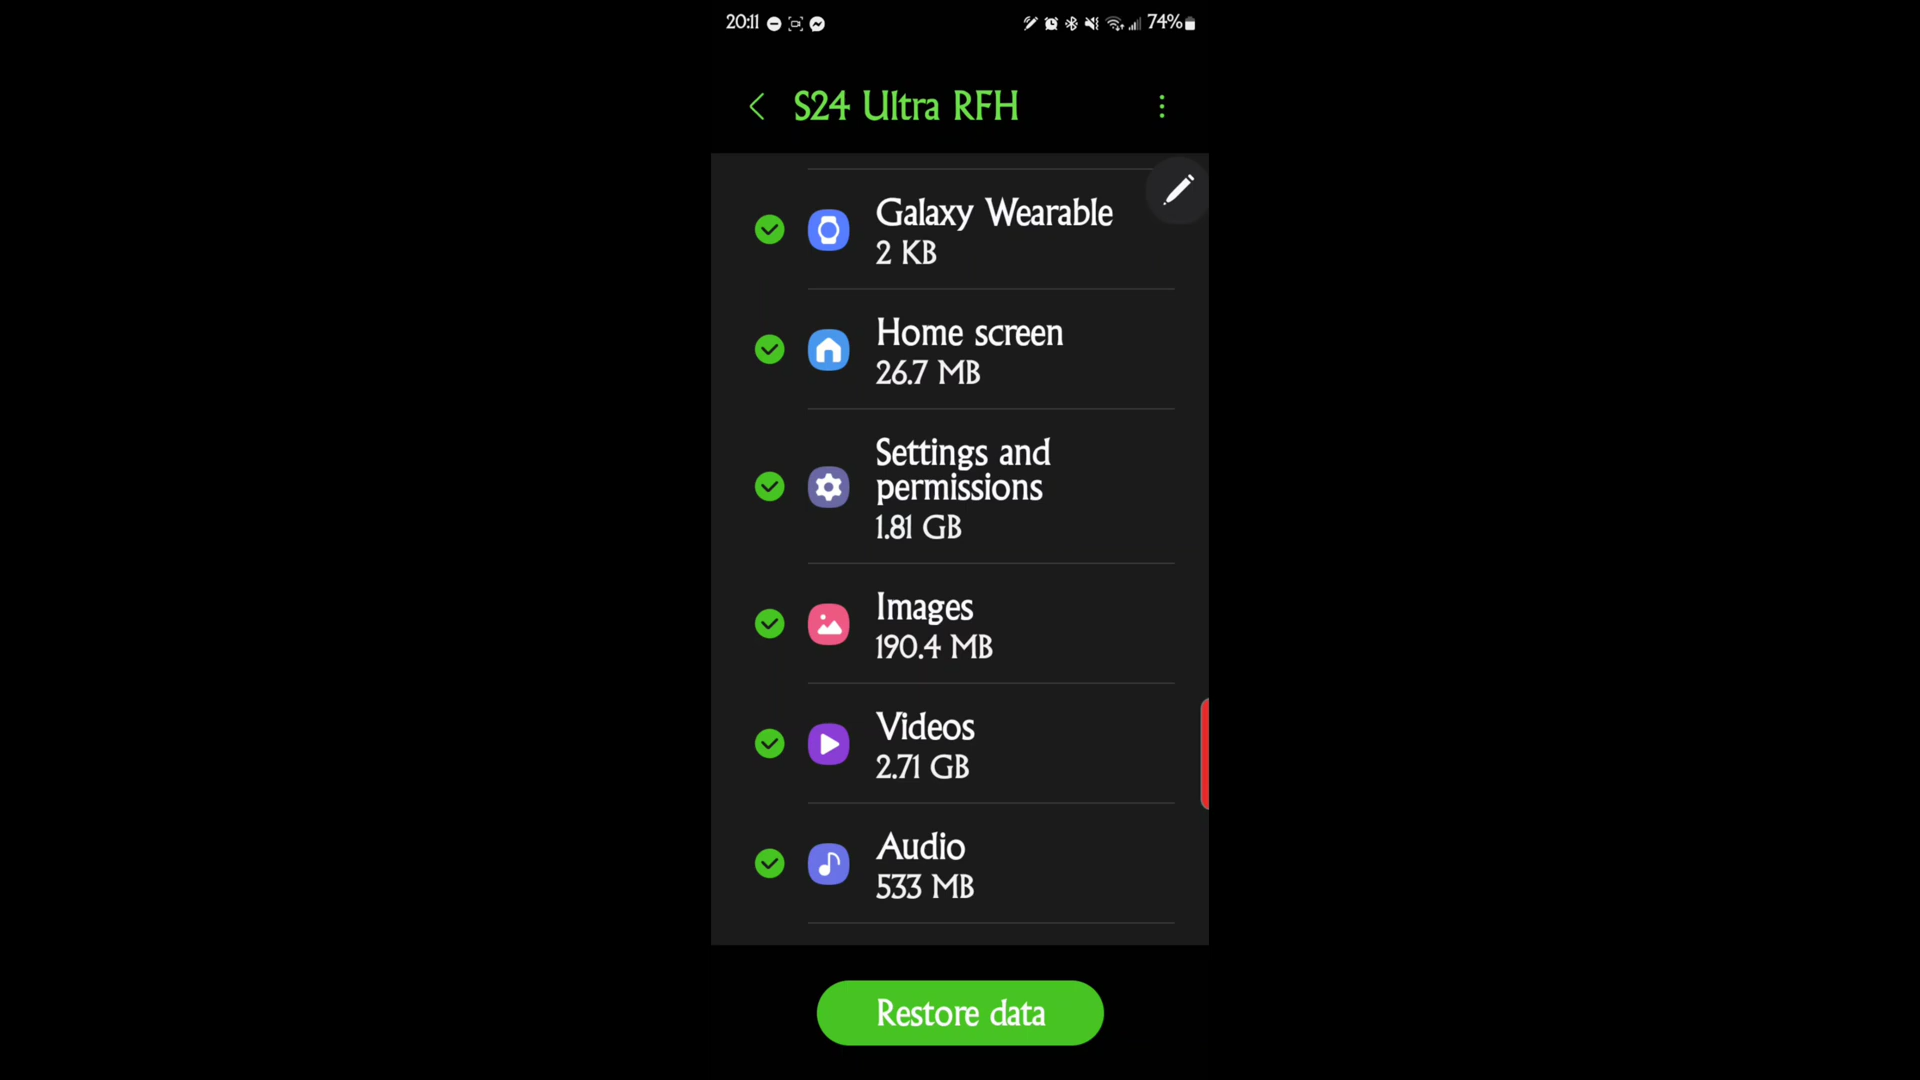 20:11 74%
S24 Ultra RFH
Galaxy Wearable
2 KB
Home screen
26.7 MB
Settings and
permissions
1.81 GB
Images
190.4 MB
Videos
2.71 GB
Audio
533 MB
Restore data